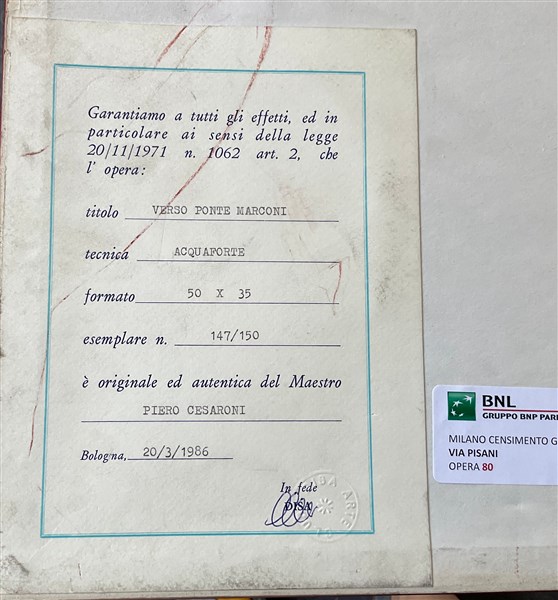 Garantiamo a tutti gli effetti, ed in
particolare ai sensi della legge
20/11/1971 n. 1062 art. 2, che
l' opera:
titolo VERSO PONTE MARCONI
tecnica ACQUAFORTE
formato 50 X 35
esemplare n. 147/150
è originale ed autentica del Maestro
PIERO CESARONI
Bologna, 20/3/1986
In fede
DISA
BNL
GRUPPO BNP PAR
MILANO CENSIMENTO G
VIA PISANI
OPERA 80